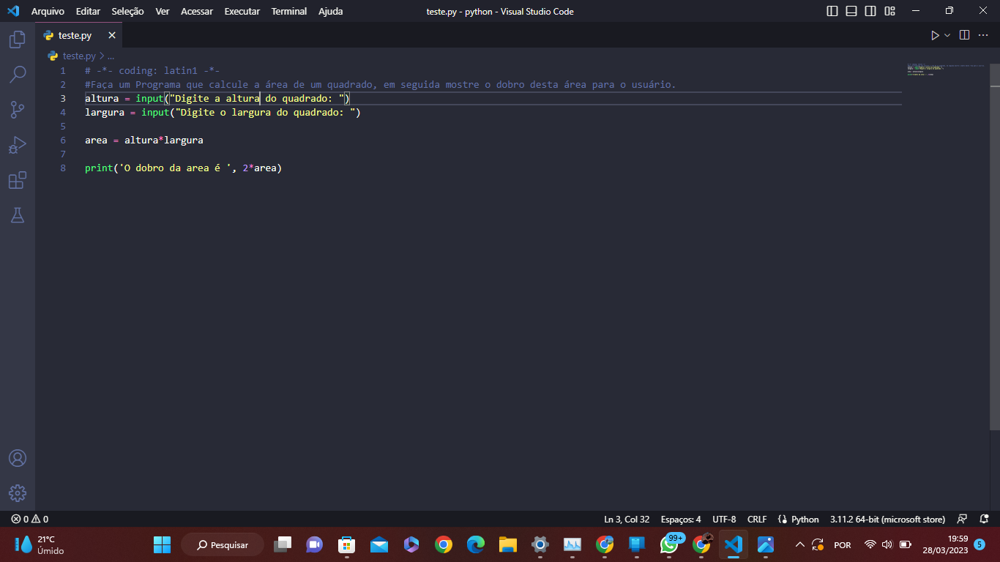 Arquivo Editar Seleção Ver Acessar Executar Terminal Ajuda teste.py - python - Visual Studio Code
teste.py
teste.py > ...
1 # -*- coding: latin1 -*-
2 #Faça um Programa que calcule a área de um quadrado, em seguida mostre o dobro desta área para o usuário.
3 altura = input("Digite a altura do quadrado: ")
4 largura = input("Digite o largura do quadrado: ")
5
6 area = altura*largura
7
8 print('O dobro da area é ', 2*area)
0 0 Ln 3, Col 32 Espaços: 4 UTF-8 CRLF Python 3.11.2 64-bit (microsoft store)
21°C
Úmido
Pesquisar
99+
POR
19:59
28/03/2023
5